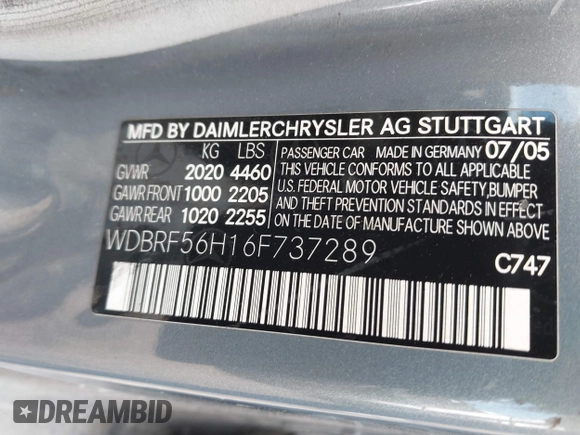 MFD BY DAIMLERCHRYSLER AG STUTTGART
KG LBS
GVWR 2020 4460
GAWR FRONT 1000 2205
GAWR REAR 1020 2255
PASSENGER CAR MADE IN GERMANY 07/05
THIS VEHICLE CONFORMS TO ALL APPLICABLE
U.S. FEDERAL MOTOR VEHICLE SAFETY, BUMPER
AND THEFT PREVENTION STANDARDS IN EFFECT
ON THE DATE OF MANUFACTURE SHOWN ABOVE.
WDBRF56H16F737289
C747
DREAMBID